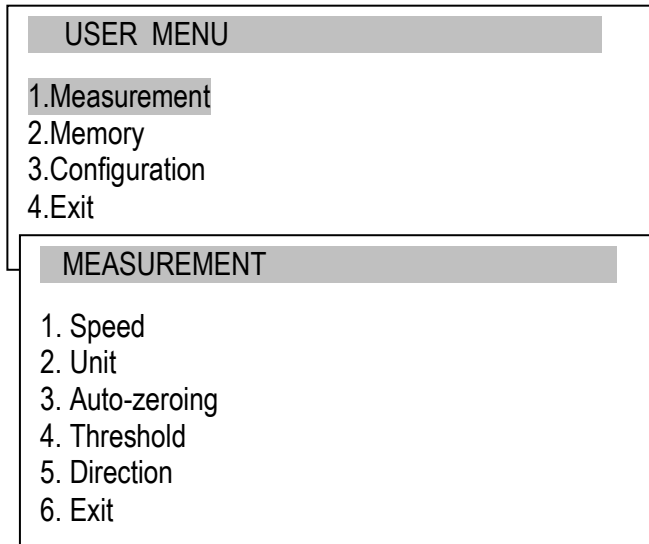 USER MENU
1.Measurement
2.Memory
3.Configuration
4.Exit
MEASUREMENT
1. Speed
2. Unit
3. Auto-zeroing
4. Threshold
5. Direction
6. Exit